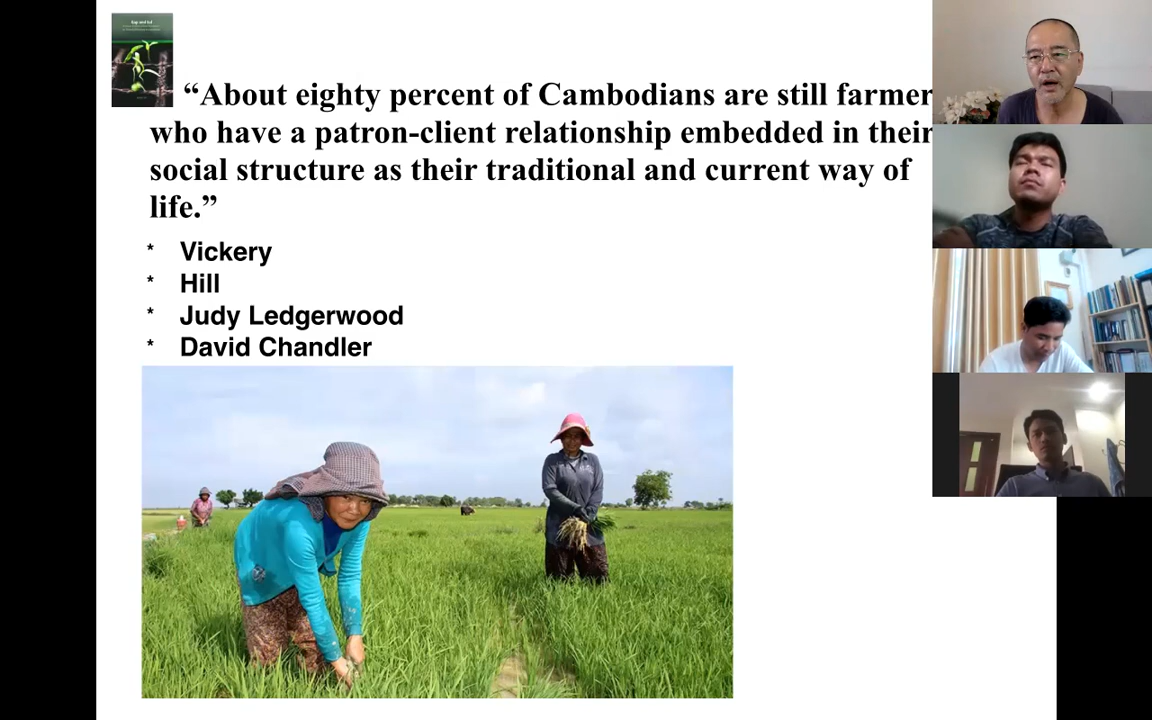 “About eighty percent of Cambodians are still farmer
who have a patron-client relationship embedded in their
social structure as their traditional and current way of
life.”
* Vickery
* Hill
* Judy Ledgerwood
* David Chandler